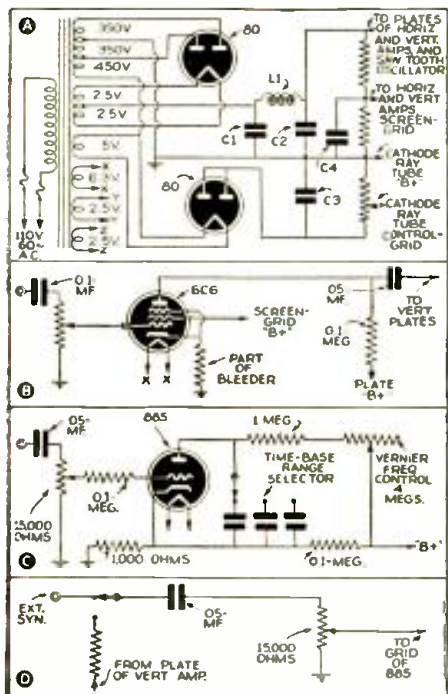 A
350V
350V
450V
2.5V
2.5V
5V
X
6.3V
X
Y
2.5V
Y
Z
2.5V
Z
110V.
60~
A.C.
80
80
L1
C1
C2
C3
C4
TO PLATES
OF HORIZ
AND VERT.
AMPS. AND
SAW TOOTH
OSCILLATOR
TO HORIZ
AND VERT
AMPS.
SCREEN-
GRID
CATHODE
RAY
TUBE
"B+"
CATHODE
RAY TUBE
CONTROL-
GRID
B
0.1-
MF
6C6
SCREEN-
GRID
"B+"
PART
OF
BLEEDER
X X
.05
MF
0.1
MEG
TO
VERT
PLATES
PLATE
"B+"
C
.05-
MF
885
15,000
OHMS
0.1-
MEG.
1,000 OHMS
1 MEG.
TIME-BASE
RANGE
SELECTOR
VERNIER
FREQ
CONTROL
4
MEGS.
0.1-MEG.
"B+"
D
EXT.
SYN.
.05-
MF
FROM PLATE
OF VERT AMP.
15,000
OHMS
TO
GRID OF
885